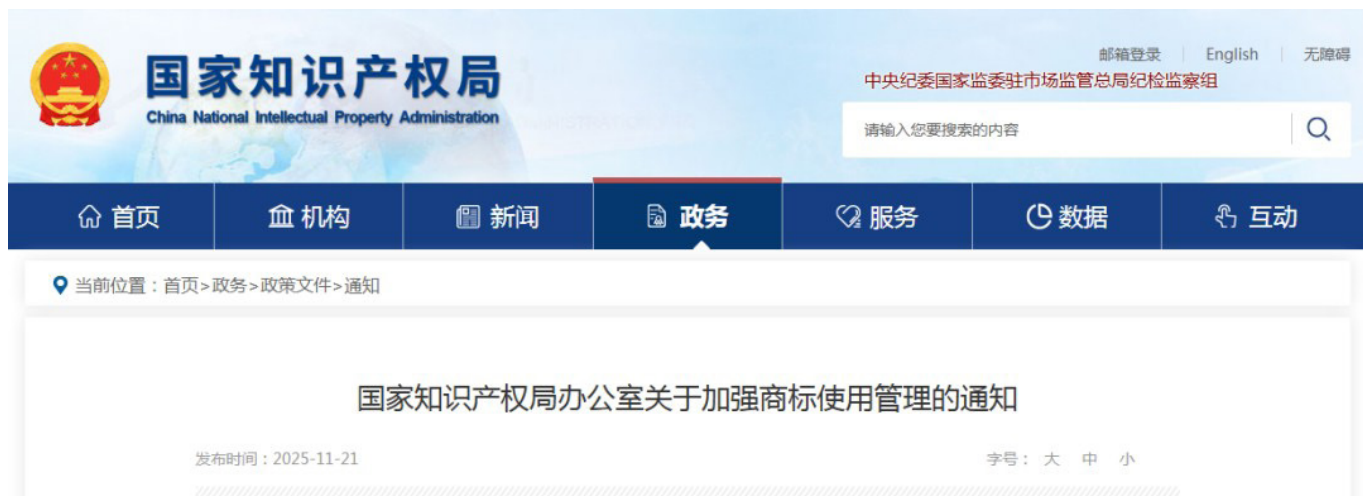 邮箱登录 English 无障碍
国家知识产权局
中央纪委国家监委驻市场监管总局纪检监察组
China National Intellectual Property Administration
请输入您要搜索的内容
首页 机构 新闻 政务 服务 数据 互动
当前位置：首页>政务>政策文件>通知
国家知识产权局办公室关于加强商标使用管理的通知
发布时间：2025-11-21 字号： 大 中 小